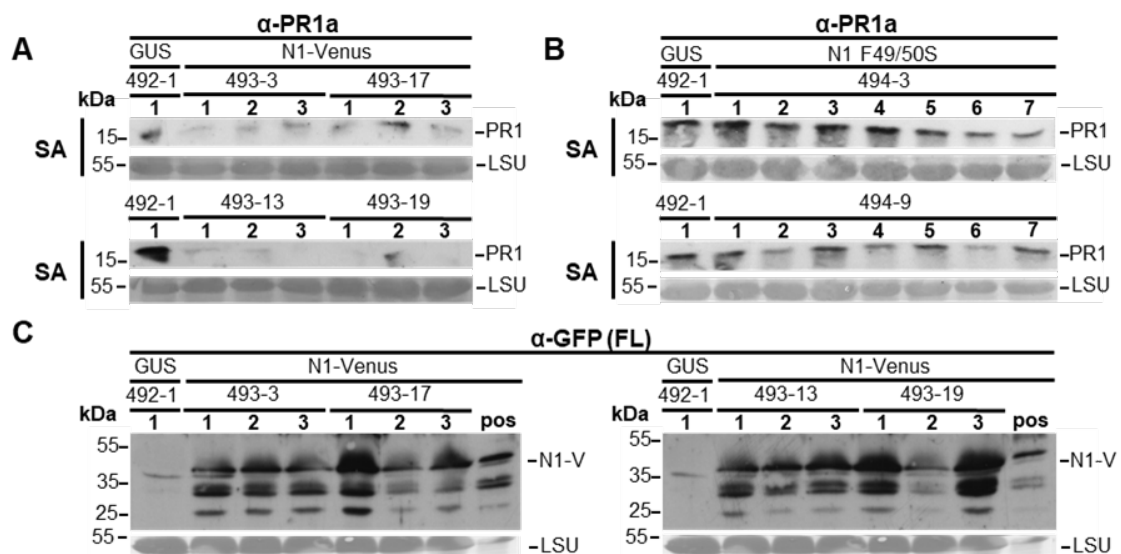 A
α-PR1a
GUS N1-Venus
492-1 493-3 493-17
kDa 1 1 2 3 1 2 3
SA 15 PR1
55 LSU
492-1 493-13 493-19
1 1 2 3 1 2 3
SA 15 PR1
55 LSU
B
α-PR1a
GUS N1 F49/50S
492-1 494-3
kDa 1 1 2 3 4 5 6 7
SA 15 PR1
55 LSU
492-1 494-9
1 1 2 3 4 5 6 7
SA 15 PR1
55 LSU
C
α-GFP (FL)
GUS N1-Venus
492-1 493-3 493-17
kDa 1 1 2 3 1 2 3 pos
55
N1-V
35
25
55 LSU
GUS N1-Venus
492-1 493-13 493-19
kDa 1 1 2 3 1 2 3 pos
55
N1-V
35
25
55 LSU